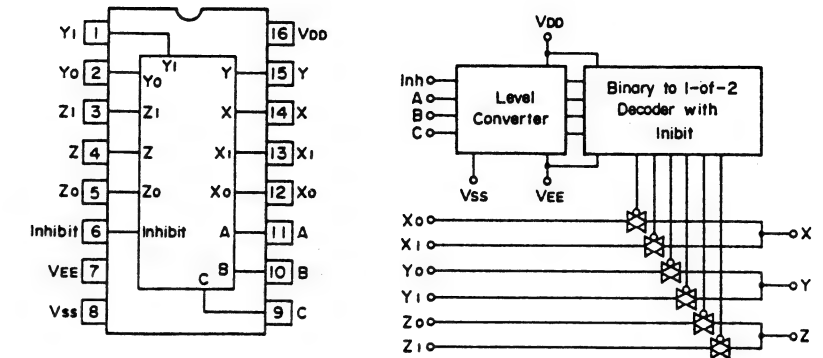 Y1 1 16 VDD
Y1
Y0 2 Y0 Y 15 Y
Z1 3 Z1 X 14 X
Z 4 Z X1 13 X1
Z0 5 Z0 X0 12 X0
Inhibit 6 Inhibit A 11 A
VEE 7 B 10 B
C
Vss 8 9 C
VDD
Inh
A
B
C
Level
Converter
Binary to 1-of-2
Decoder with
Inibit
VSS VEE
X0
X
X1
Y0
Y
Y1
Z0
Z
Z1